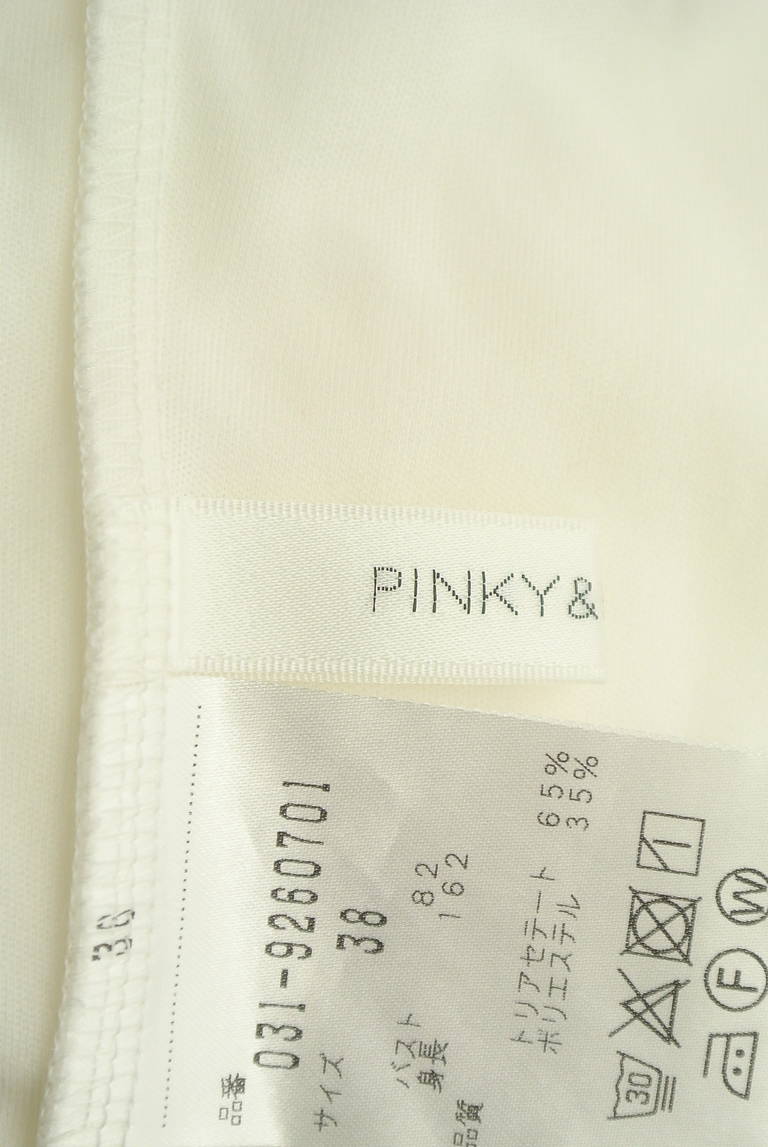 PINKY&
38
品番
031-9260701
サイズ
38
バスト 82
身長 162
品質
トリアセテート 65%
ポリエステル 35%
30
F
W